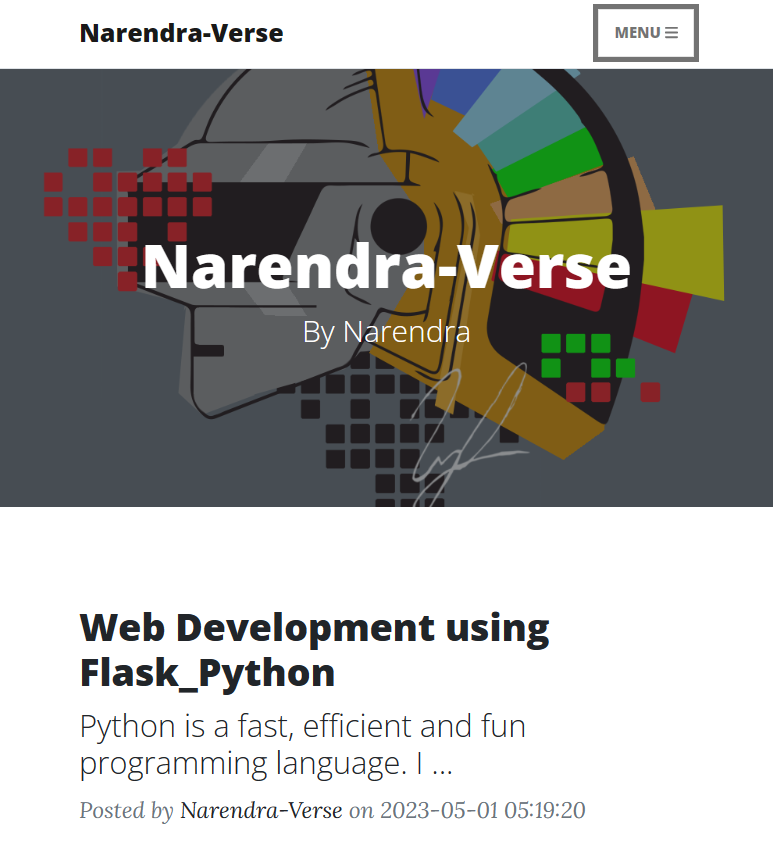 Narendra-Verse
MENU
Narendra-Verse
By Narendra
Web Development using
Flask_Python
Python is a fast, efficient and fun
programming language. I ...
Posted by Narendra-Verse on 2023-05-01 05:19:20